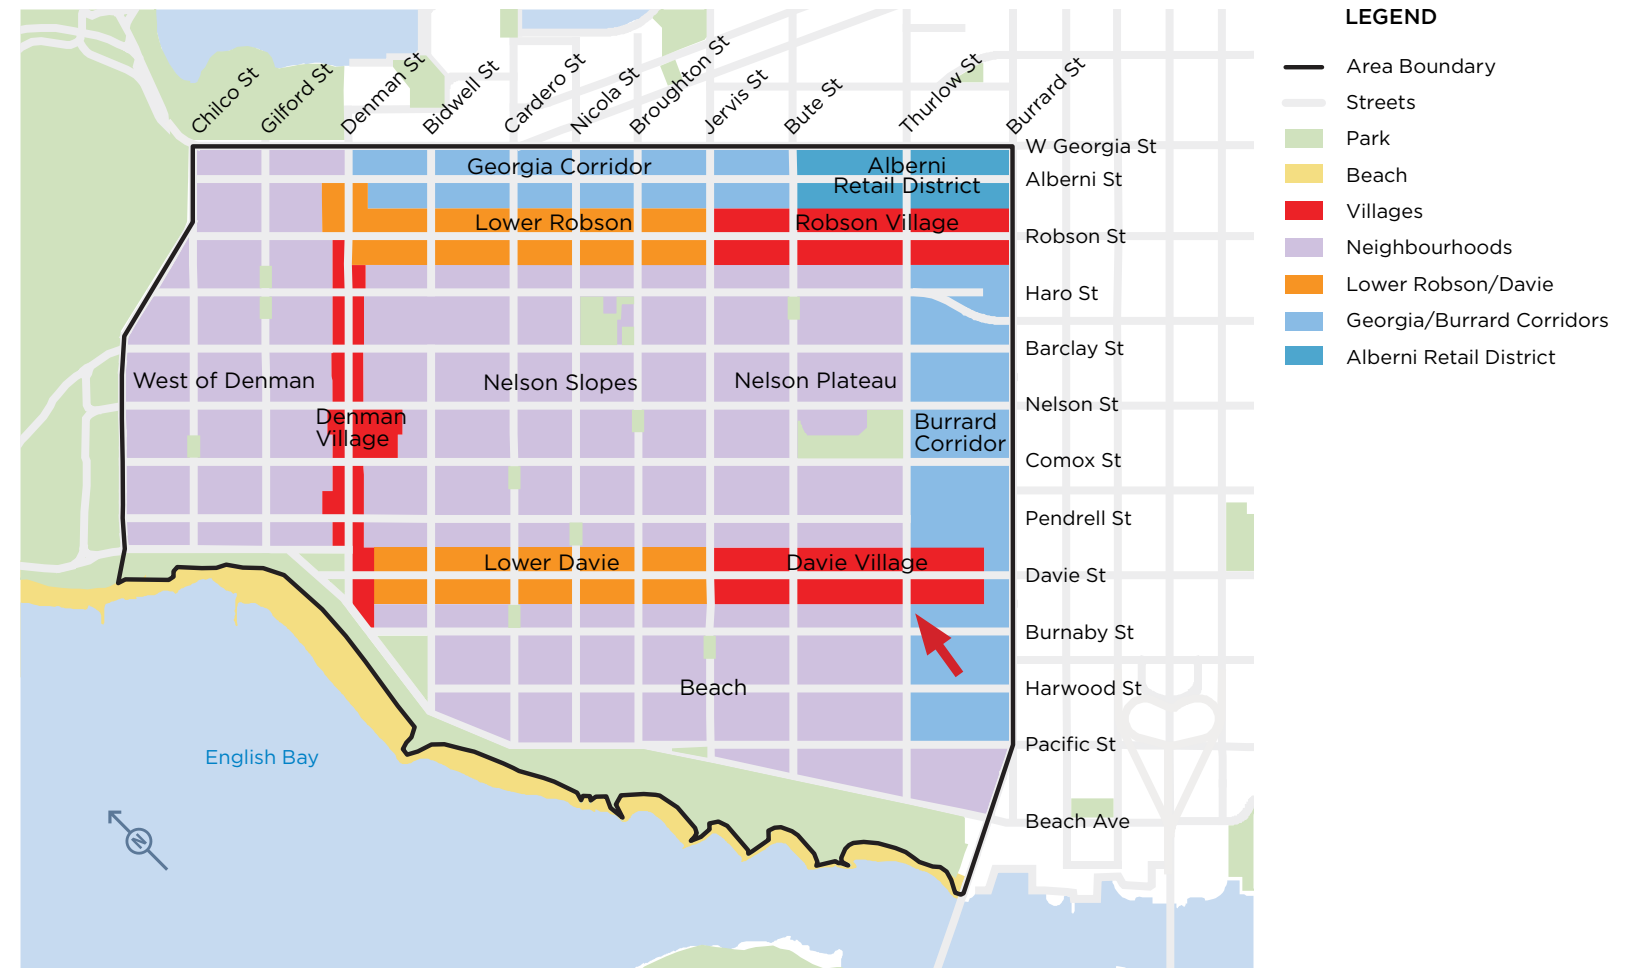 LEGEND
Area Boundary
Streets
Park
Beach
Villages
Neighbourhoods
Lower Robson/Davie
Georgia/Burrard Corridors
Alberni Retail District
Chilco St
Gilford St
Denman St
Bidwell St
Cardero St
Nicola St
Broughton St
Jervis St
Bute St
Thurlow St
Burrard St
W Georgia St
Alberni St
Robson St
Haro St
Barclay St
Nelson St
Comox St
Pendrell St
Davie St
Burnaby St
Harwood St
Pacific St
Beach Ave
Georgia Corridor
Alberni
Retail District
Lower Robson
Robson Village
West of Denman
Nelson Slopes
Nelson Plateau
Denman
Village
Burrard
Corridor
Lower Davie
Davie Village
Beach
English Bay
N